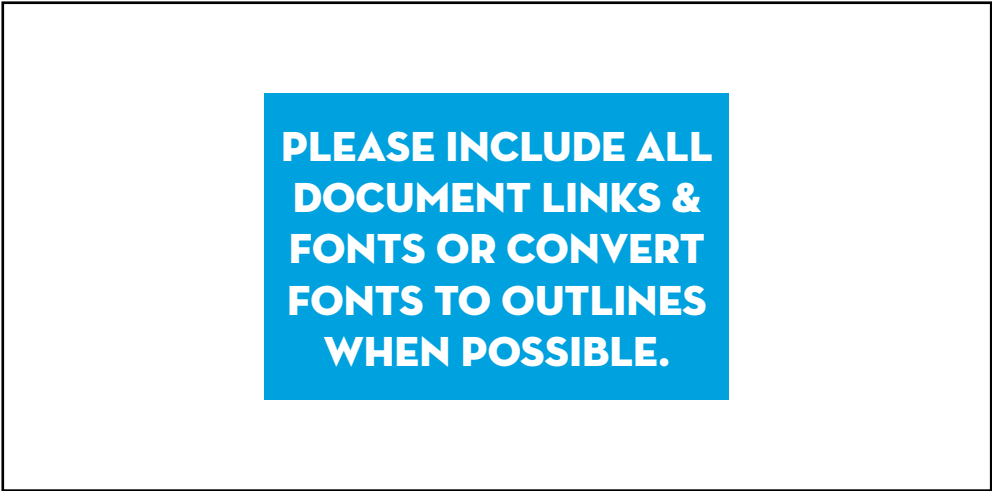 PLEASE INCLUDE ALL
DOCUMENT LINKS &
FONTS OR CONVERT
FONTS TO OUTLINES
WHEN POSSIBLE.